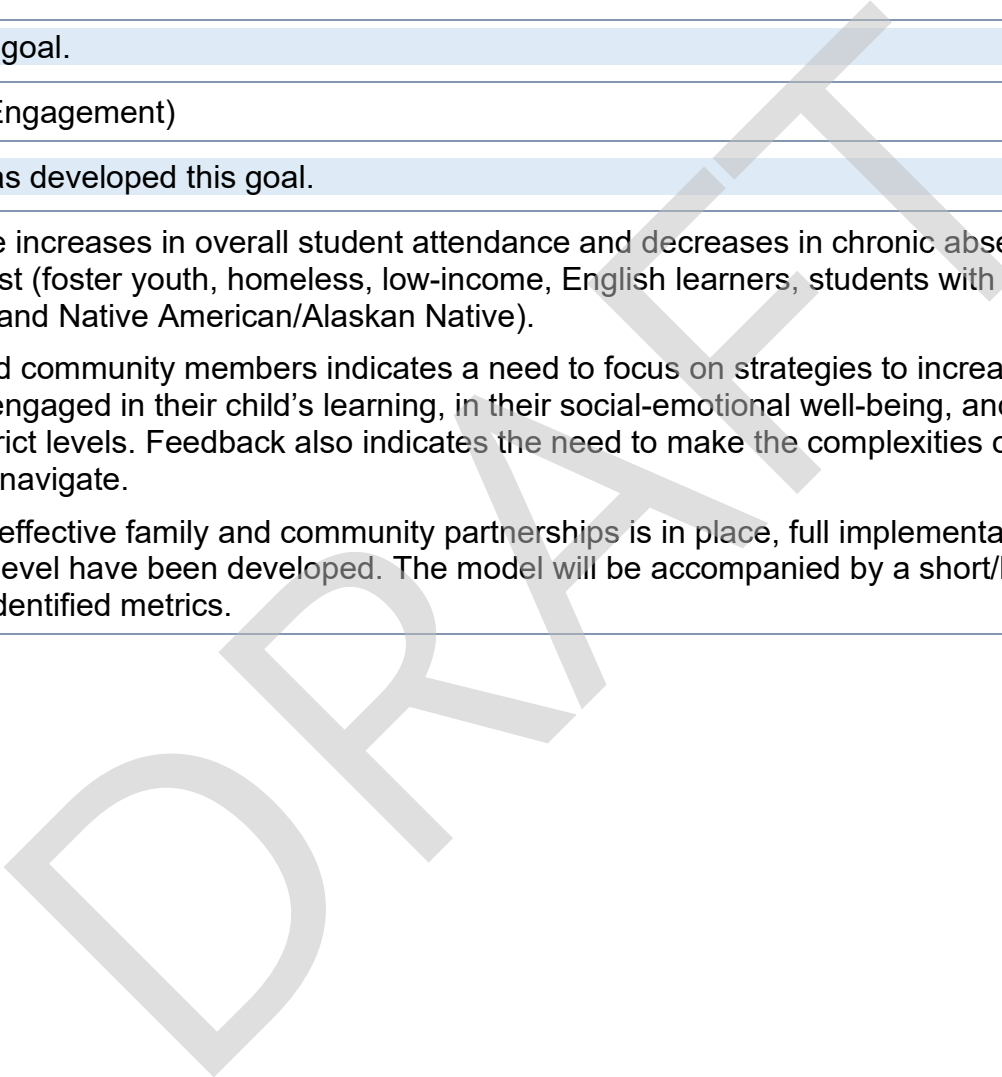 goal.
Engagement)
as developed this goal.
e increases in overall student attendance and decreases in chronic abse
st (foster youth, homeless, low-income, English learners, students with
and Native American/Alaskan Native).
d community members indicates a need to focus on strategies to increa
engaged in their child’s learning, in their social-emotional well-being, and
rict levels. Feedback also indicates the need to make the complexities o
navigate.
effective family and community partnerships is in place, full implementa
evel have been developed. The model will be accompanied by a short/l
dentified metrics.
DRAFT